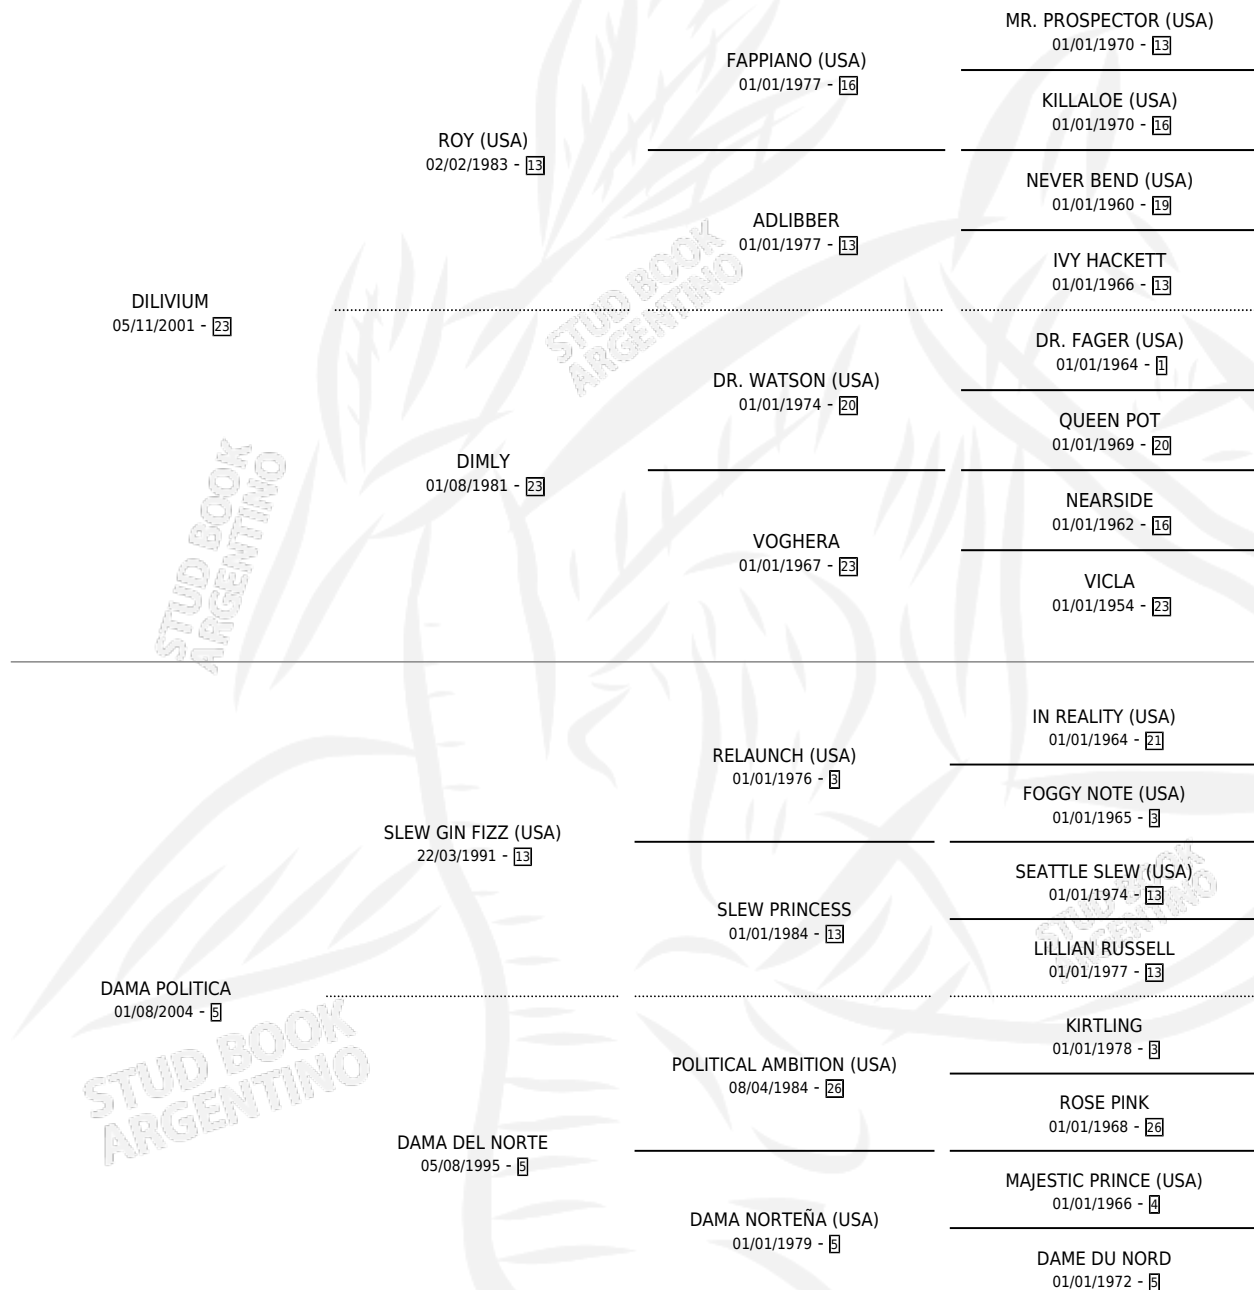 MR. PROSPECTOR (USA)
01/01/1970 - 13
FAPPIANO (USA)
01/01/1977 - 16
KILLALOE (USA)
01/01/1970 - 16
ROY (USA)
02/02/1983 - 13
NEVER BEND (USA)
01/01/1960 - 19
ADLIBBER
01/01/1977 - 13
IVY HACKETT
01/01/1966 - 13
DILIVIUM
05/11/2001 - 23
DR. FAGER (USA)
01/01/1964 - 1
DR. WATSON (USA)
01/01/1974 - 20
QUEEN POT
01/01/1969 - 20
DIMLY
01/08/1981 - 23
NEARSIDE
01/01/1962 - 16
VOGHERA
01/01/1967 - 23
VICLA
01/01/1954 - 23
STUD BOOK
ARGENTINO
STUD BOOK
ARGENTINO
IN REALITY (USA)
01/01/1964 - 21
RELAUNCH (USA)
01/01/1976 - 3
FOGGY NOTE (USA)
01/01/1965 - 3
SLEW GIN FIZZ (USA)
22/03/1991 - 13
SEATTLE SLEW (USA)
01/01/1974 - 13
SLEW PRINCESS
01/01/1984 - 13
LILLIAN RUSSELL
01/01/1977 - 13
STUD BOOK
ARGENTINO
DAMA POLITICA
01/08/2004 - 5
KIRTLING
01/01/1978 - 3
POLITICAL AMBITION (USA)
08/04/1984 - 26
ROSE PINK
01/01/1968 - 26
DAMA DEL NORTE
05/08/1995 - 5
MAJESTIC PRINCE (USA)
01/01/1966 - 4
DAMA NORTEÑA (USA)
01/01/1979 - 5
DAME DU NORD
01/01/1972 - 5
STUD BOOK
ARGENTINO